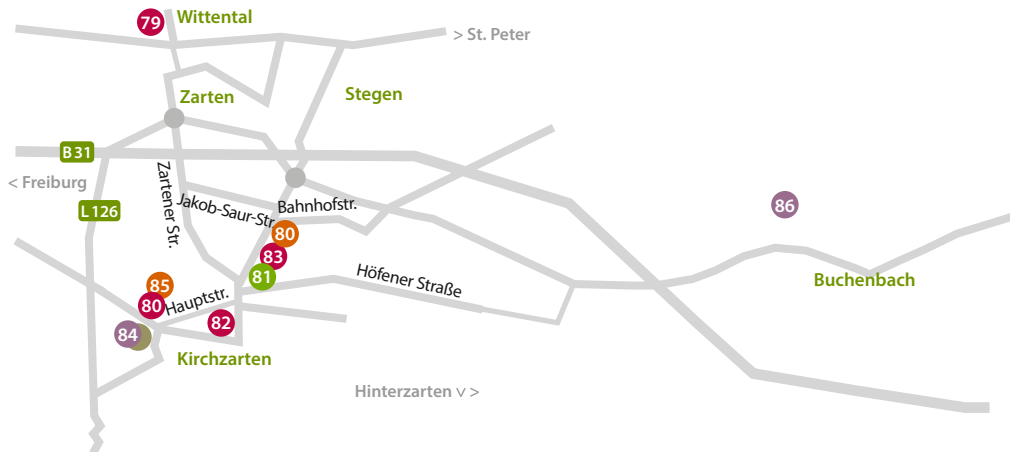 79
Wittental
> St. Peter
Zarten
Stegen
B 31
< Freiburg
Zartener Str.
Jakob-Saur-Str.
Bahnhofstr.
86
L 126
80
83
81
Höfener Straße
Buchenbach
85
80
Hauptstr.
82
84
Kirchzarten
Hinterzarten v >